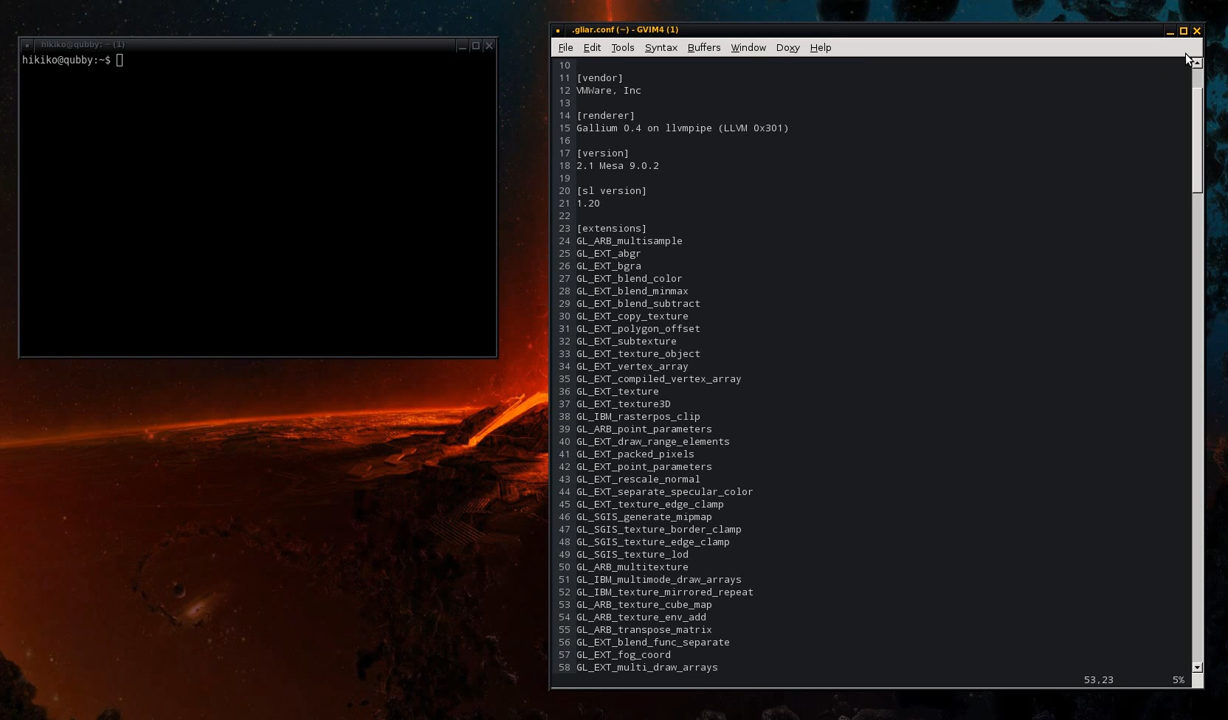 hikiko@qubby: ~ (1)
hikiko@qubby:~$
.gliar.conf (~) - GVIM4 (1)
File Edit Tools Syntax Buffers Window Doxy Help
10
11 [vendor]
12 VMWare, Inc
13
14 [renderer]
15 Gallium 0.4 on llvmpipe (LLVM 0x301)
16
17 [version]
18 2.1 Mesa 9.0.2
19
20 [sl version]
21 1.20
22
23 [extensions]
24 GL_ARB_multisample
25 GL_EXT_abgr
26 GL_EXT_bgra
27 GL_EXT_blend_color
28 GL_EXT_blend_minmax
29 GL_EXT_blend_subtract
30 GL_EXT_copy_texture
31 GL_EXT_polygon_offset
32 GL_EXT_subtexture
33 GL_EXT_texture_object
34 GL_EXT_vertex_array
35 GL_EXT_compiled_vertex_array
36 GL_EXT_texture
37 GL_EXT_texture3D
38 GL_IBM_rasterpos_clip
39 GL_ARB_point_parameters
40 GL_EXT_draw_range_elements
41 GL_EXT_packed_pixels
42 GL_EXT_point_parameters
43 GL_EXT_rescale_normal
44 GL_EXT_separate_specular_color
45 GL_EXT_texture_edge_clamp
46 GL_SGIS_generate_mipmap
47 GL_SGIS_texture_border_clamp
48 GL_SGIS_texture_edge_clamp
49 GL_SGIS_texture_lod
50 GL_ARB_multitexture
51 GL_IBM_multimode_draw_arrays
52 GL_IBM_texture_mirrored_repeat
53 GL_ARB_texture_cube_map
54 GL_ARB_texture_env_add
55 GL_ARB_transpose_matrix
56 GL_EXT_blend_func_separate
57 GL_EXT_fog_coord
58 GL_EXT_multi_draw_arrays
53,23 5%